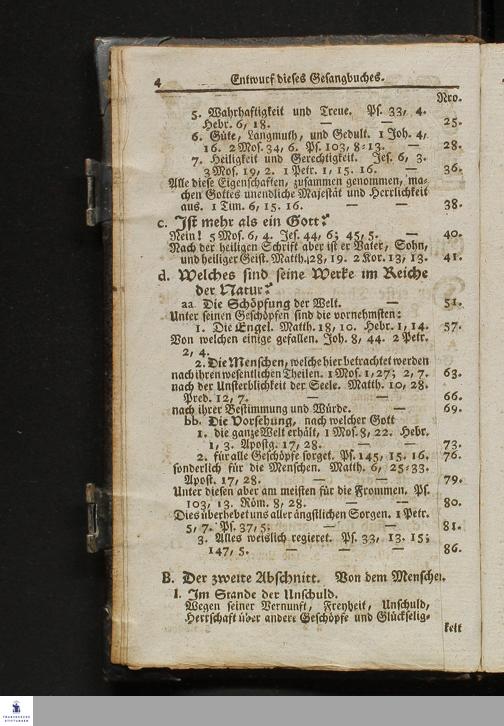 4 Entwurf dieses Gesangbuches.
Nro.
5. Wahrhaftigkeit und Treue. Ps. 33, 4.
Hebr. 6, 18. — — 25.
6. Güte, Langmuth, und Gedult. 1 Joh. 4,
16. 2 Mos. 34, 6. Ps. 103, 8-13. — 28.
7. Heiligkeit und Gerechtigkeit. Jes. 6, 3.
3 Mos. 19, 2. 1 Petr. 1, 15. 16. — 36.
Alle diese Eigenschaften, zusammen genommen, ma-
chen Gottes unendliche Majestät und Herrlichkeit
aus. 1 Tim. 6, 15. 16. — — 38.
c. Ist mehr als ein Gott?
Nein! 5 Mos. 6, 4. Jes. 44, 6; 45, 5. — 40.
Nach der heiligen Schrift aber ist er Vater, Sohn,
und heiliger Geist. Matth. 28, 19. 2 Kor. 13, 13. 41.
d. Welches sind seine Werke im Reiche
der Natur?
aa. Die Schöpfung der Welt. — 51.
Unter seinen Geschöpfen sind die vornehmsten:
1. Die Engel. Matth. 18, 10. Hebr. 1, 14. 57.
Von welchen einige gefallen. Joh. 8, 44. 2 Petr.
2, 4.
2. Die Menschen, welche hier betrachtet werden
nach ihren wesentlichen Theilen. 1 Mos. 1, 27; 2, 7. 63.
nach der Unsterblichkeit der Seele. Matth. 10, 28.
Pred. 12, 7. — — 66.
nach ihrer Bestimmung und Würde. — 69.
bb. Die Vorsehung, nach welcher Gott
1. die ganze Welt erhält, 1 Mos. 8, 22. Hebr.
1, 3. Apostg. 17, 28. — — 73.
2. für alle Geschöpfe sorget. Ps. 145, 15. 16. 76.
sonderlich für die Menschen. Matth. 6, 25-33.
Apost. 17, 28. — — 79.
Unter diesen aber am meisten für die Frommen. Ps.
103, 13. Röm. 8, 28. — — 80.
Dies überhebet uns aller ängstlichen Sorgen. 1 Petr.
5, 7. Ps. 37, 5. — — 81.
3. Alles weislich regieret. Ps. 33, 13. 15;
147, 5. — — — 86.
B. Der zweite Abschnitt. Von dem Menschen.
I. Im Stande der Unschuld.
Wegen seiner Vernunft, Freyheit, Unschuld,
Herrschaft über andere Geschöpfe und Glückselig-
keit
FRANCKESCHE
STIFTUNGEN